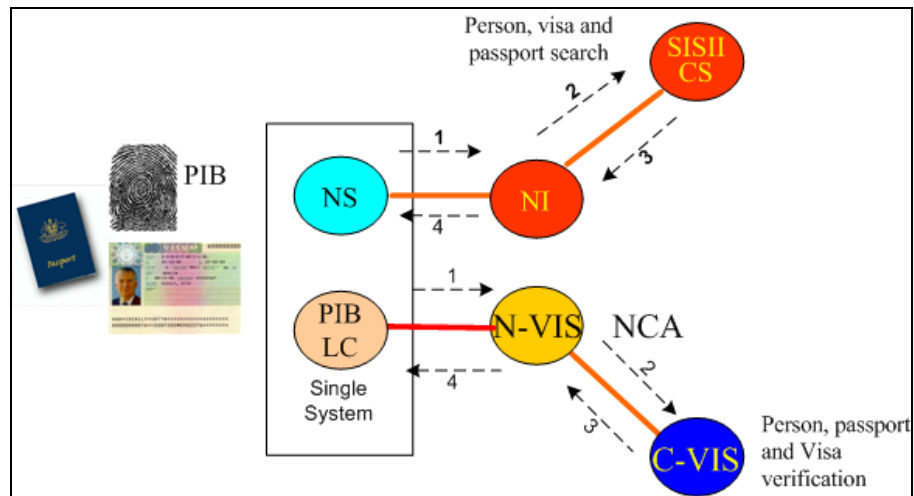 Person, visa and
passport search
SISII
CS
2
1
3
PIB
NS
NI
4
Passport
1
PIB
LC
N-VIS
NCA
2
4
3
Single
System
C-VIS
Person, passport
and Visa
verification